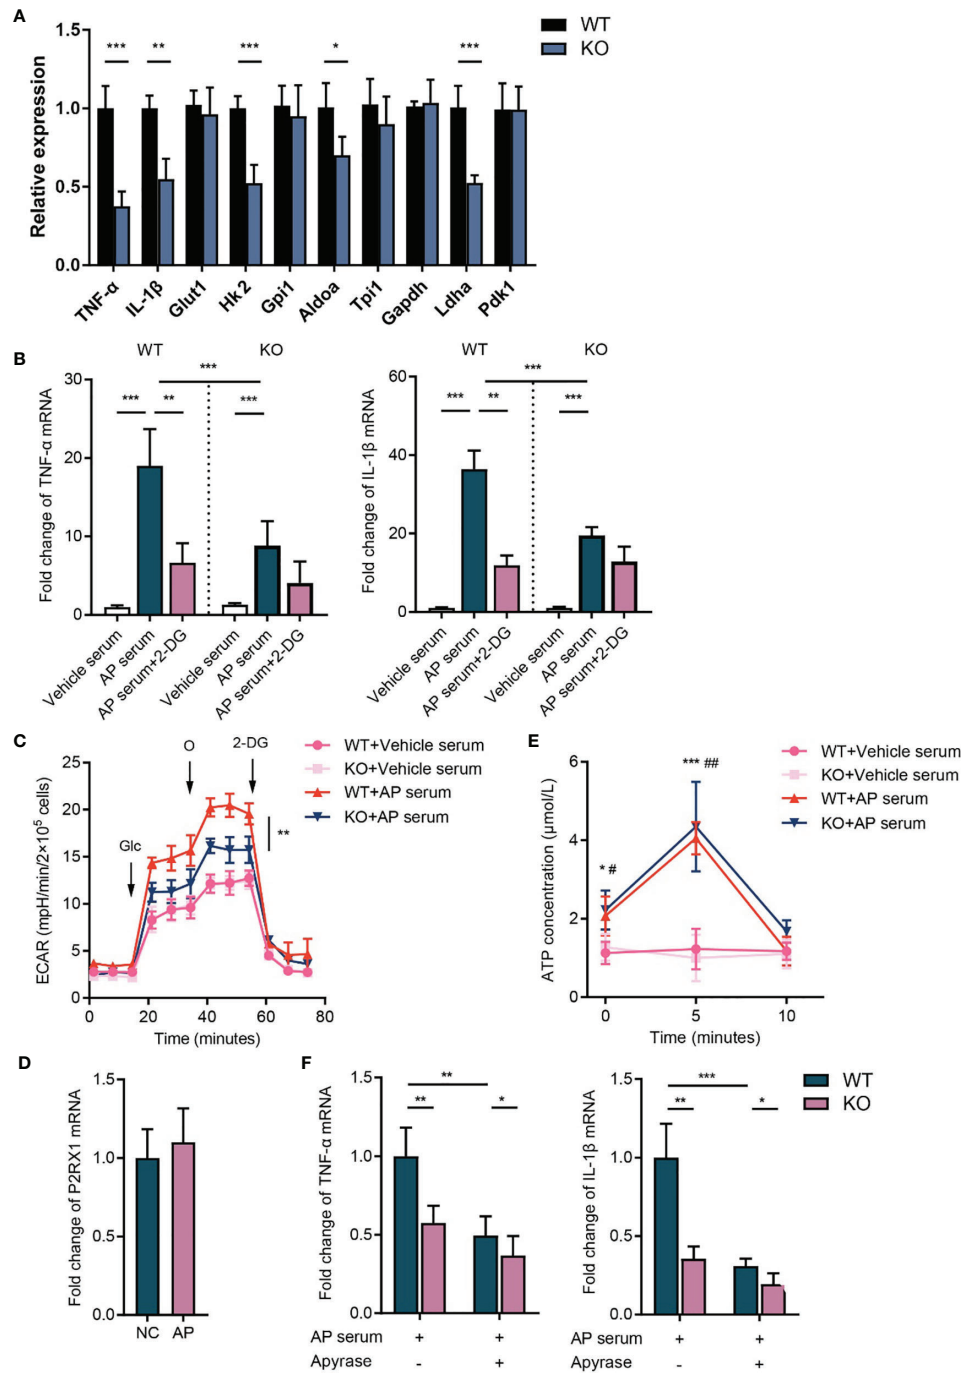 A
WT
KO
Relative expression
1.5
1.0
0.5
0.0
***
**
***
*
***
TNF-α
IL-1β
Glut1
Hk2
Gpi1
Aldoa
Tpi1
Gapdh
Ldha
Pdk1
B
WT
KO
Fold change of TNF-α mRNA
30
20
10
0
***
***
**
***
Vehicle serum
AP serum
AP serum+2-DG
Vehicle serum
AP serum
AP serum+2-DG
WT
KO
Fold change of IL-1β mRNA
60
40
20
0
***
***
**
***
Vehicle serum
AP serum
AP serum+2-DG
Vehicle serum
AP serum
AP serum+2-DG
C
ECAR (mpH/min/2×10⁵ cells)
25
20
15
10
5
0
Glc
O
2-DG
**
0
20
40
60
80
Time (minutes)
WT+Vehicle serum
KO+Vehicle serum
WT+AP serum
KO+AP serum
E
ATP concentration (μmol/L)
6
4
2
0
* #
*** ##
0
5
10
Time (minutes)
WT+Vehicle serum
KO+Vehicle serum
WT+AP serum
KO+AP serum
D
Fold change of P2RX1 mRNA
1.5
1.0
0.5
0.0
NC
AP
F
Fold change of TNF-α mRNA
1.5
1.0
0.5
0.0
**
**
*
AP serum
+
+
Apyrase
-
+
Fold change of IL-1β mRNA
1.5
1.0
0.5
0.0
***
**
*
AP serum
+
+
Apyrase
-
+
WT
KO